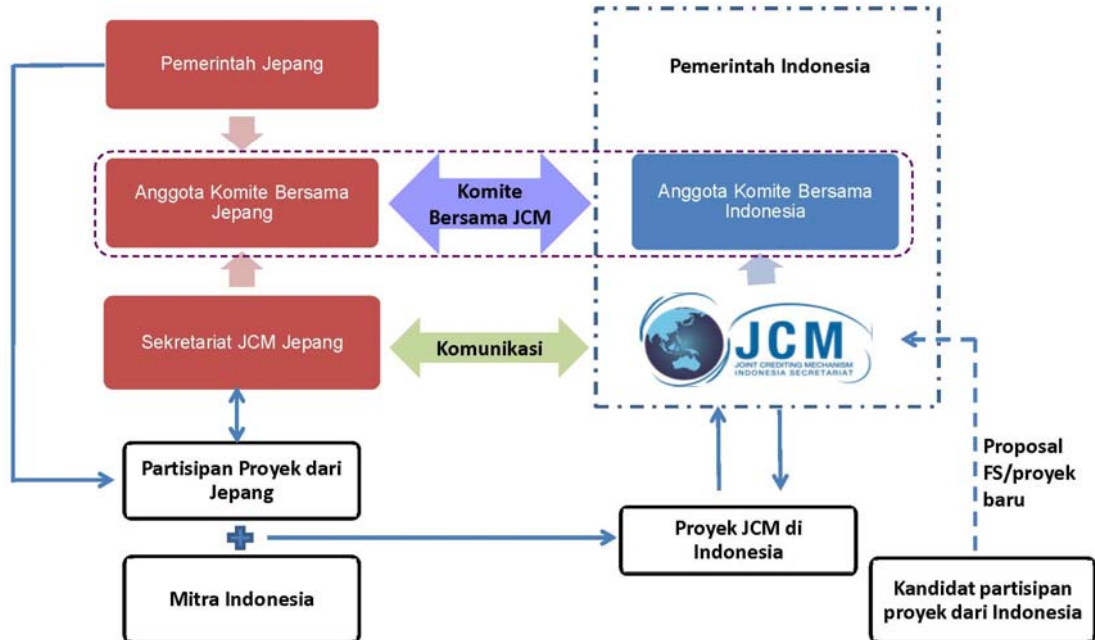 Pemerintah Jepang
Pemerintah Indonesia
Anggota Komite Bersama
Jepang
Komite
Bersama JCM
Anggota Komite Bersama
Indonesia
Sekretariat JCM Jepang
Komunikasi
JCM
JOINT CREDITING MECHANISM
INDONESIA SECRETARIAT
Partisipan Proyek dari
Jepang
Proposal
FS/proyek
baru
Proyek JCM di
Indonesia
Mitra Indonesia
Kandidat partisipan
proyek dari Indonesia